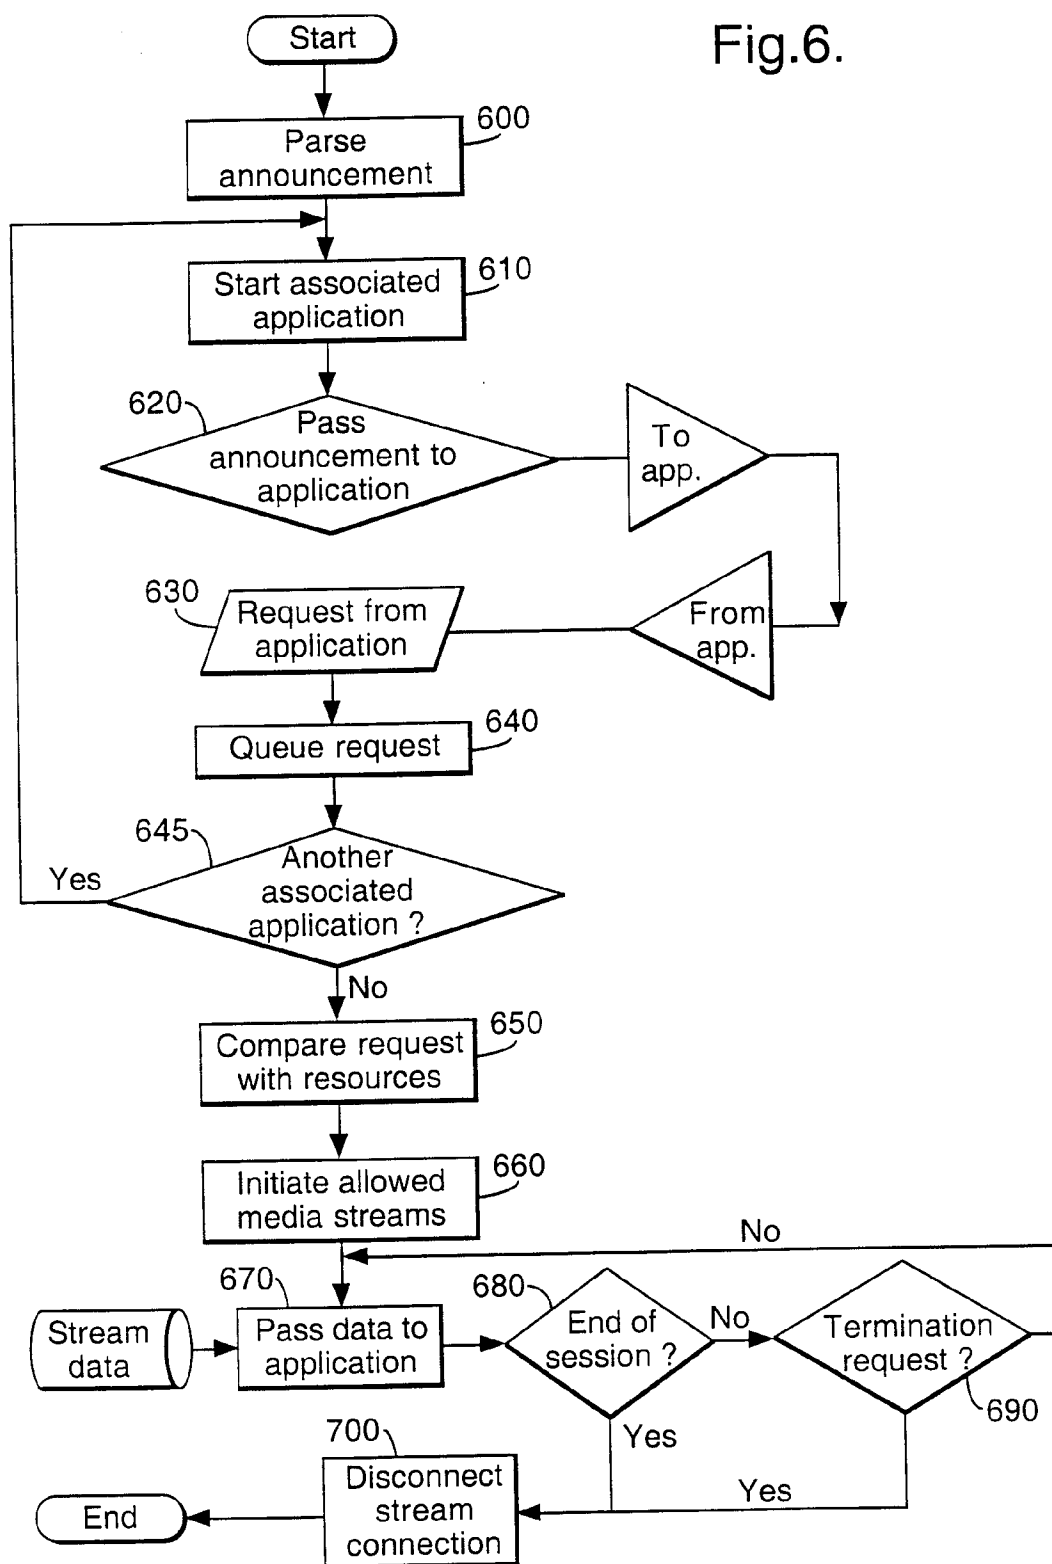 Fig.6.
Start
600
Parse
announcement
610
Start associated
application
620
Pass
announcement to
application
To
app.
630
Request from
application
From
app.
640
Queue request
645
Yes
Another
associated
application ?
No
650
Compare request
with resources
660
Initiate allowed
media streams
No
670
680
Stream
data
Pass data to
application
End of
session ?
No
Termination
request ?
690
700
Yes
Disconnect
stream
connection
Yes
End